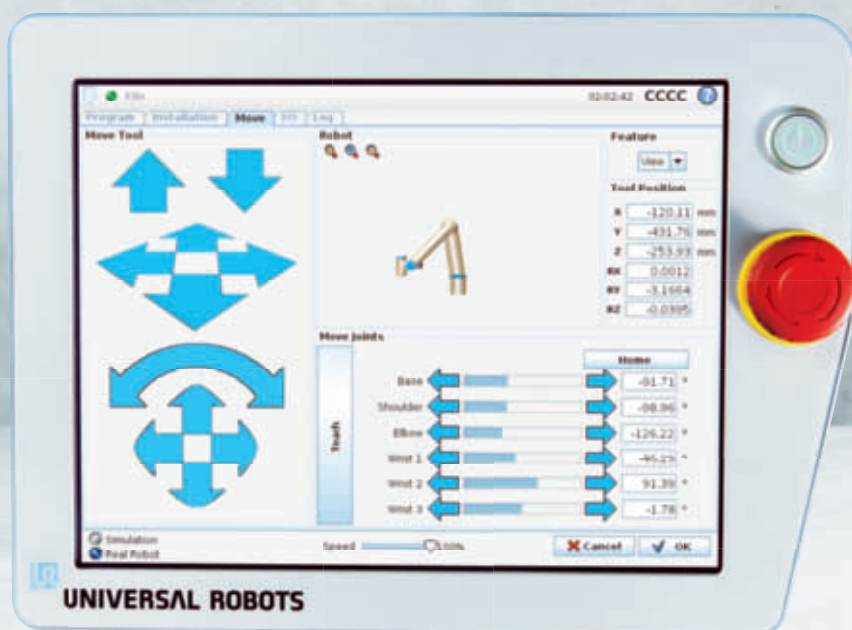 File
02:02:42 CCCC ?
Program Installation Move I/O Log
Move Tool
Robot
Feature
View
Tool Position
X -120.11 mm
Y -431.76 mm
Z -253.93 mm
RX 0.0012
RY -3.1664
RZ -0.0395
Move Joints
Home
Teach
Base -91.71 °
Shoulder -98.96 °
Elbow -126.22 °
Wrist 1 °
Wrist 2 91.39 °
Wrist 3 -1.78 °
Simulation
Real Robot
Speed 100%
Cancel
OK
UNIVERSAL ROBOTS